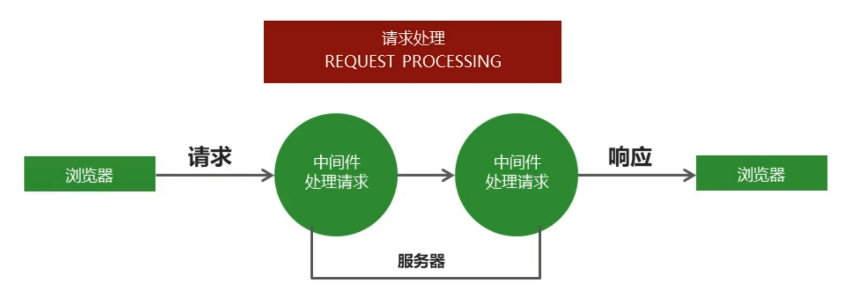 请求处理
REQUEST PROCESSING
浏览器
请求
中间件
处理请求
中间件
处理请求
响应
浏览器
服务器